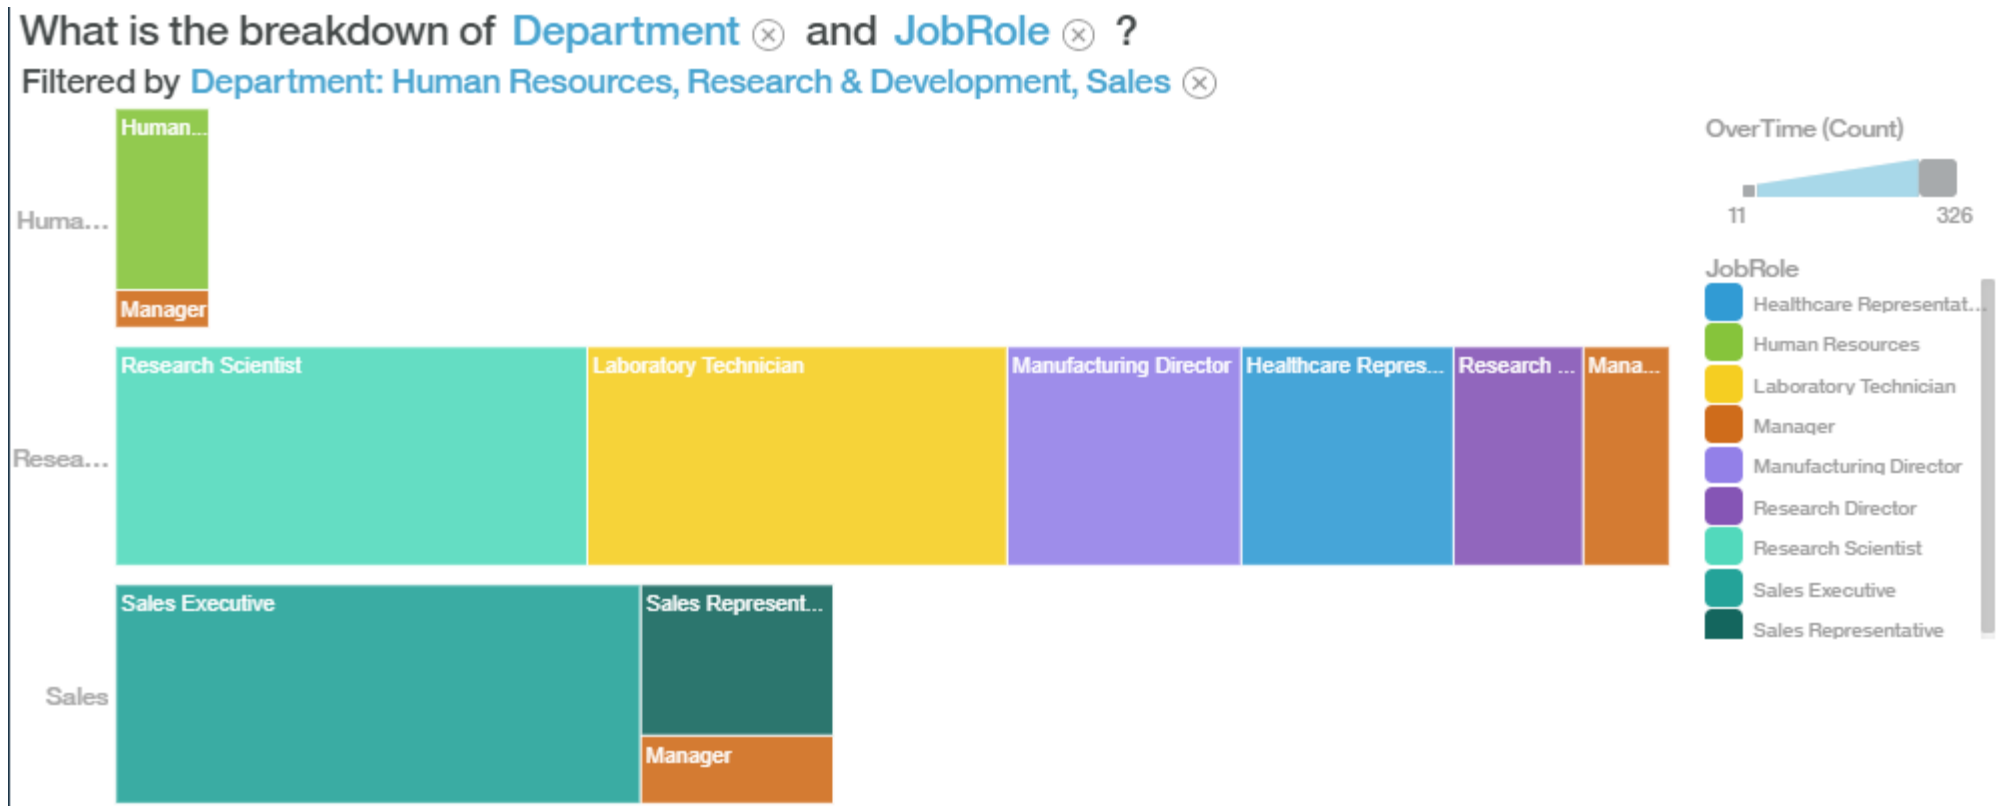 What is the breakdown of Department and JobRole ?
Filtered by Department: Human Resources, Research & Development, Sales
Huma...
Human...
Manager
Resea...
Research Scientist
Laboratory Technician
Manufacturing Director
Healthcare Repres...
Research ...
Mana...
Sales
Sales Executive
Sales Represent...
Manager
OverTime (Count)
11
326
JobRole
Healthcare Representat...
Human Resources
Laboratory Technician
Manager
Manufacturing Director
Research Director
Research Scientist
Sales Executive
Sales Representative